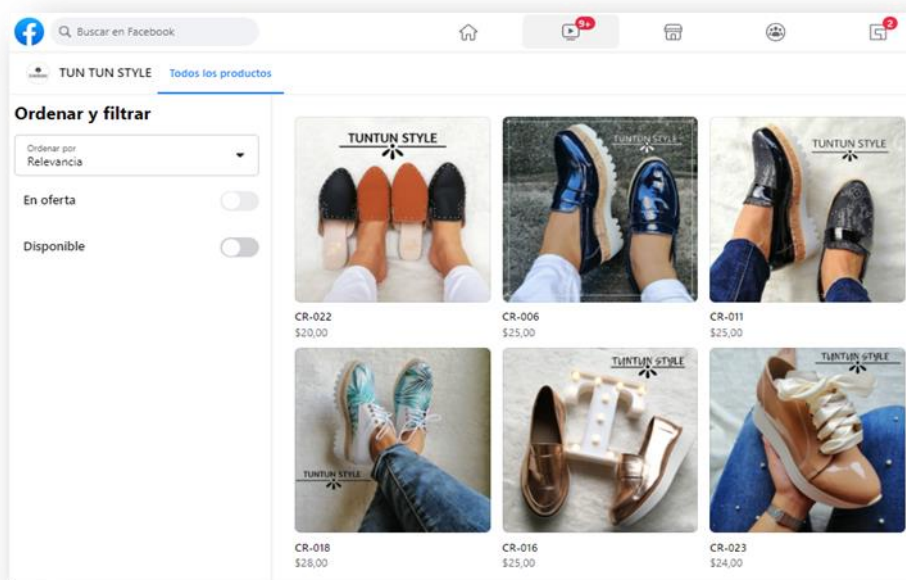 Buscar en Facebook
9+
2
TUN TUN STYLE
Todos los productos
Ordenar y filtrar
Ordenar por
Relevancia
En oferta
Disponible
TUNTUN STYLE
TUNTUN STYLE
TUNTUN STYLE
CR-022
CR-006
CR-011
$20,00
$25,00
$25,00
TUNTUN STYLE
TUNTUN STYLE
TUNTUN STYLE
CR-018
CR-016
CR-023
$28,00
$25,00
$24,00